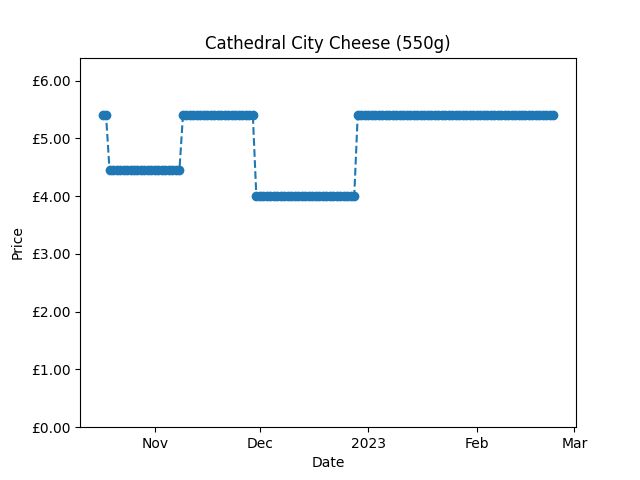 Cathedral City Cheese (550g)
£6.00
£5.00
£4.00
£3.00
£2.00
£1.00
£0.00
Price
Nov Dec 2023 Feb Mar
Date